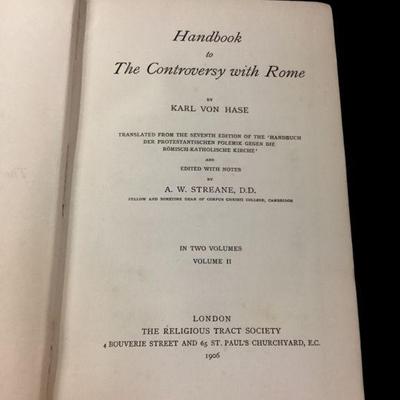 Handbook
to
The Controversy with Rome
BY
KARL VON HASE
TRANSLATED FROM THE SEVENTH EDITION OF THE 'HANDBUCH
DER PROTESTANTISCHEN POLEMIK GEGEN DIE
RÖMISCH-KATHOLISCHE KIRCHE'
AND
EDITED WITH NOTES
BY
A. W. STREANE, D.D.
FELLOW AND SOMETIME DEAN OF CORPUS CHRISTI COLLEGE, CAMBRIDGE
IN TWO VOLUMES
VOLUME II
LONDON
THE RELIGIOUS TRACT SOCIETY
4 BOUVERIE STREET AND 65 ST. PAUL'S CHURCHYARD, E.C.
1906